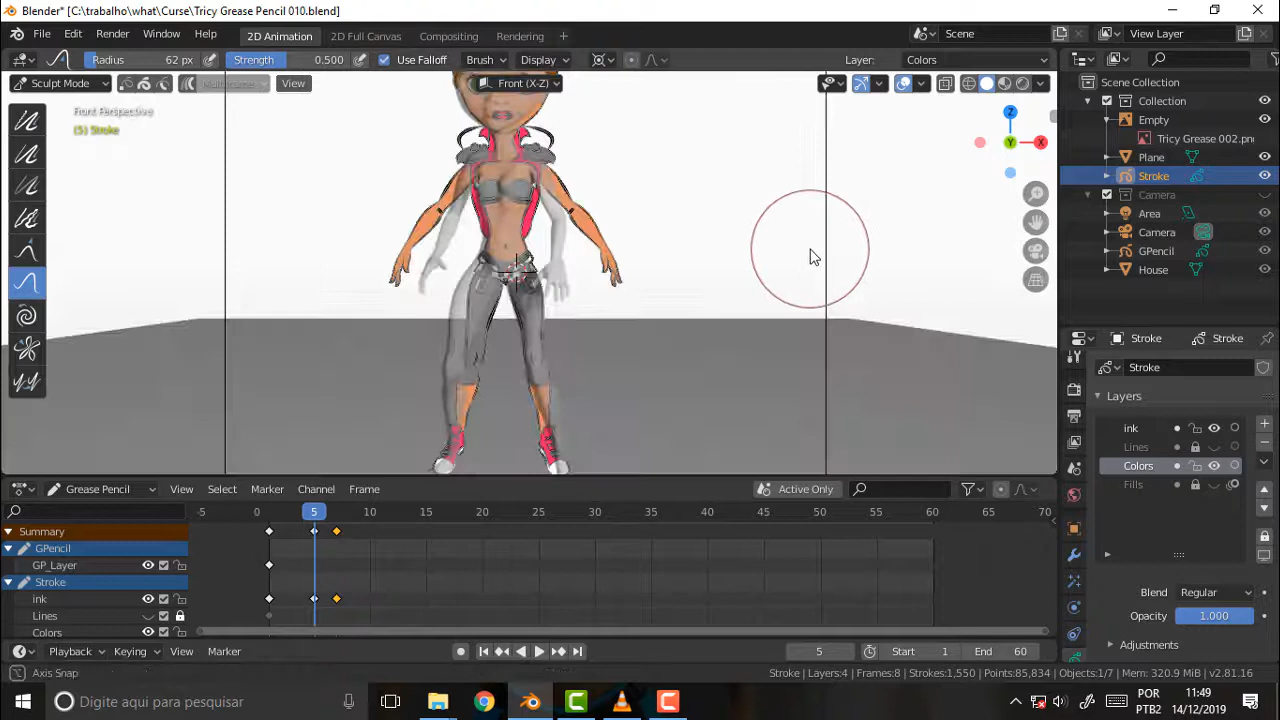 Blender* [C:\trabalho\what\Curse\Tricy Grease Pencil 010.blend]
File Edit Render Window Help 2D Animation 2D Full Canvas Compositing Rendering + Scene View Layer
Radius 62 px Strength 0.500 Use Falloff Brush Display Layer: Colors
Sculpt Mode View Front (X-Z)
Front Perspective
(5) Stroke
Z
Y
X
Scene Collection
Collection
Empty
Tricy Grease 002.pn
Plane
Stroke
Camera
Area
Camera
GPencil
House
Stroke Stroke
Stroke
Layers
ink
Lines
Colors
Fills
Blend Regular
Opacity 1.000
Adjustments
Grease Pencil View Select Marker Channel Frame Active Only
-5 0 5 10 15 20 25 30 35 40 45 50 55 60 65 70
Summary
GPencil
GP_Layer
Stroke
ink
Lines
Colors
Playback Keying View Marker 5 Start 1 End 60
Axis Snap Stroke | Layers:4 | Frames:8 | Strokes:1,550 | Points:85,834 | Objects:1/7 | Mem: 320.9 MiB | v2.81.16
Digite aqui para pesquisar POR 11:49
PTB2 14/12/2019